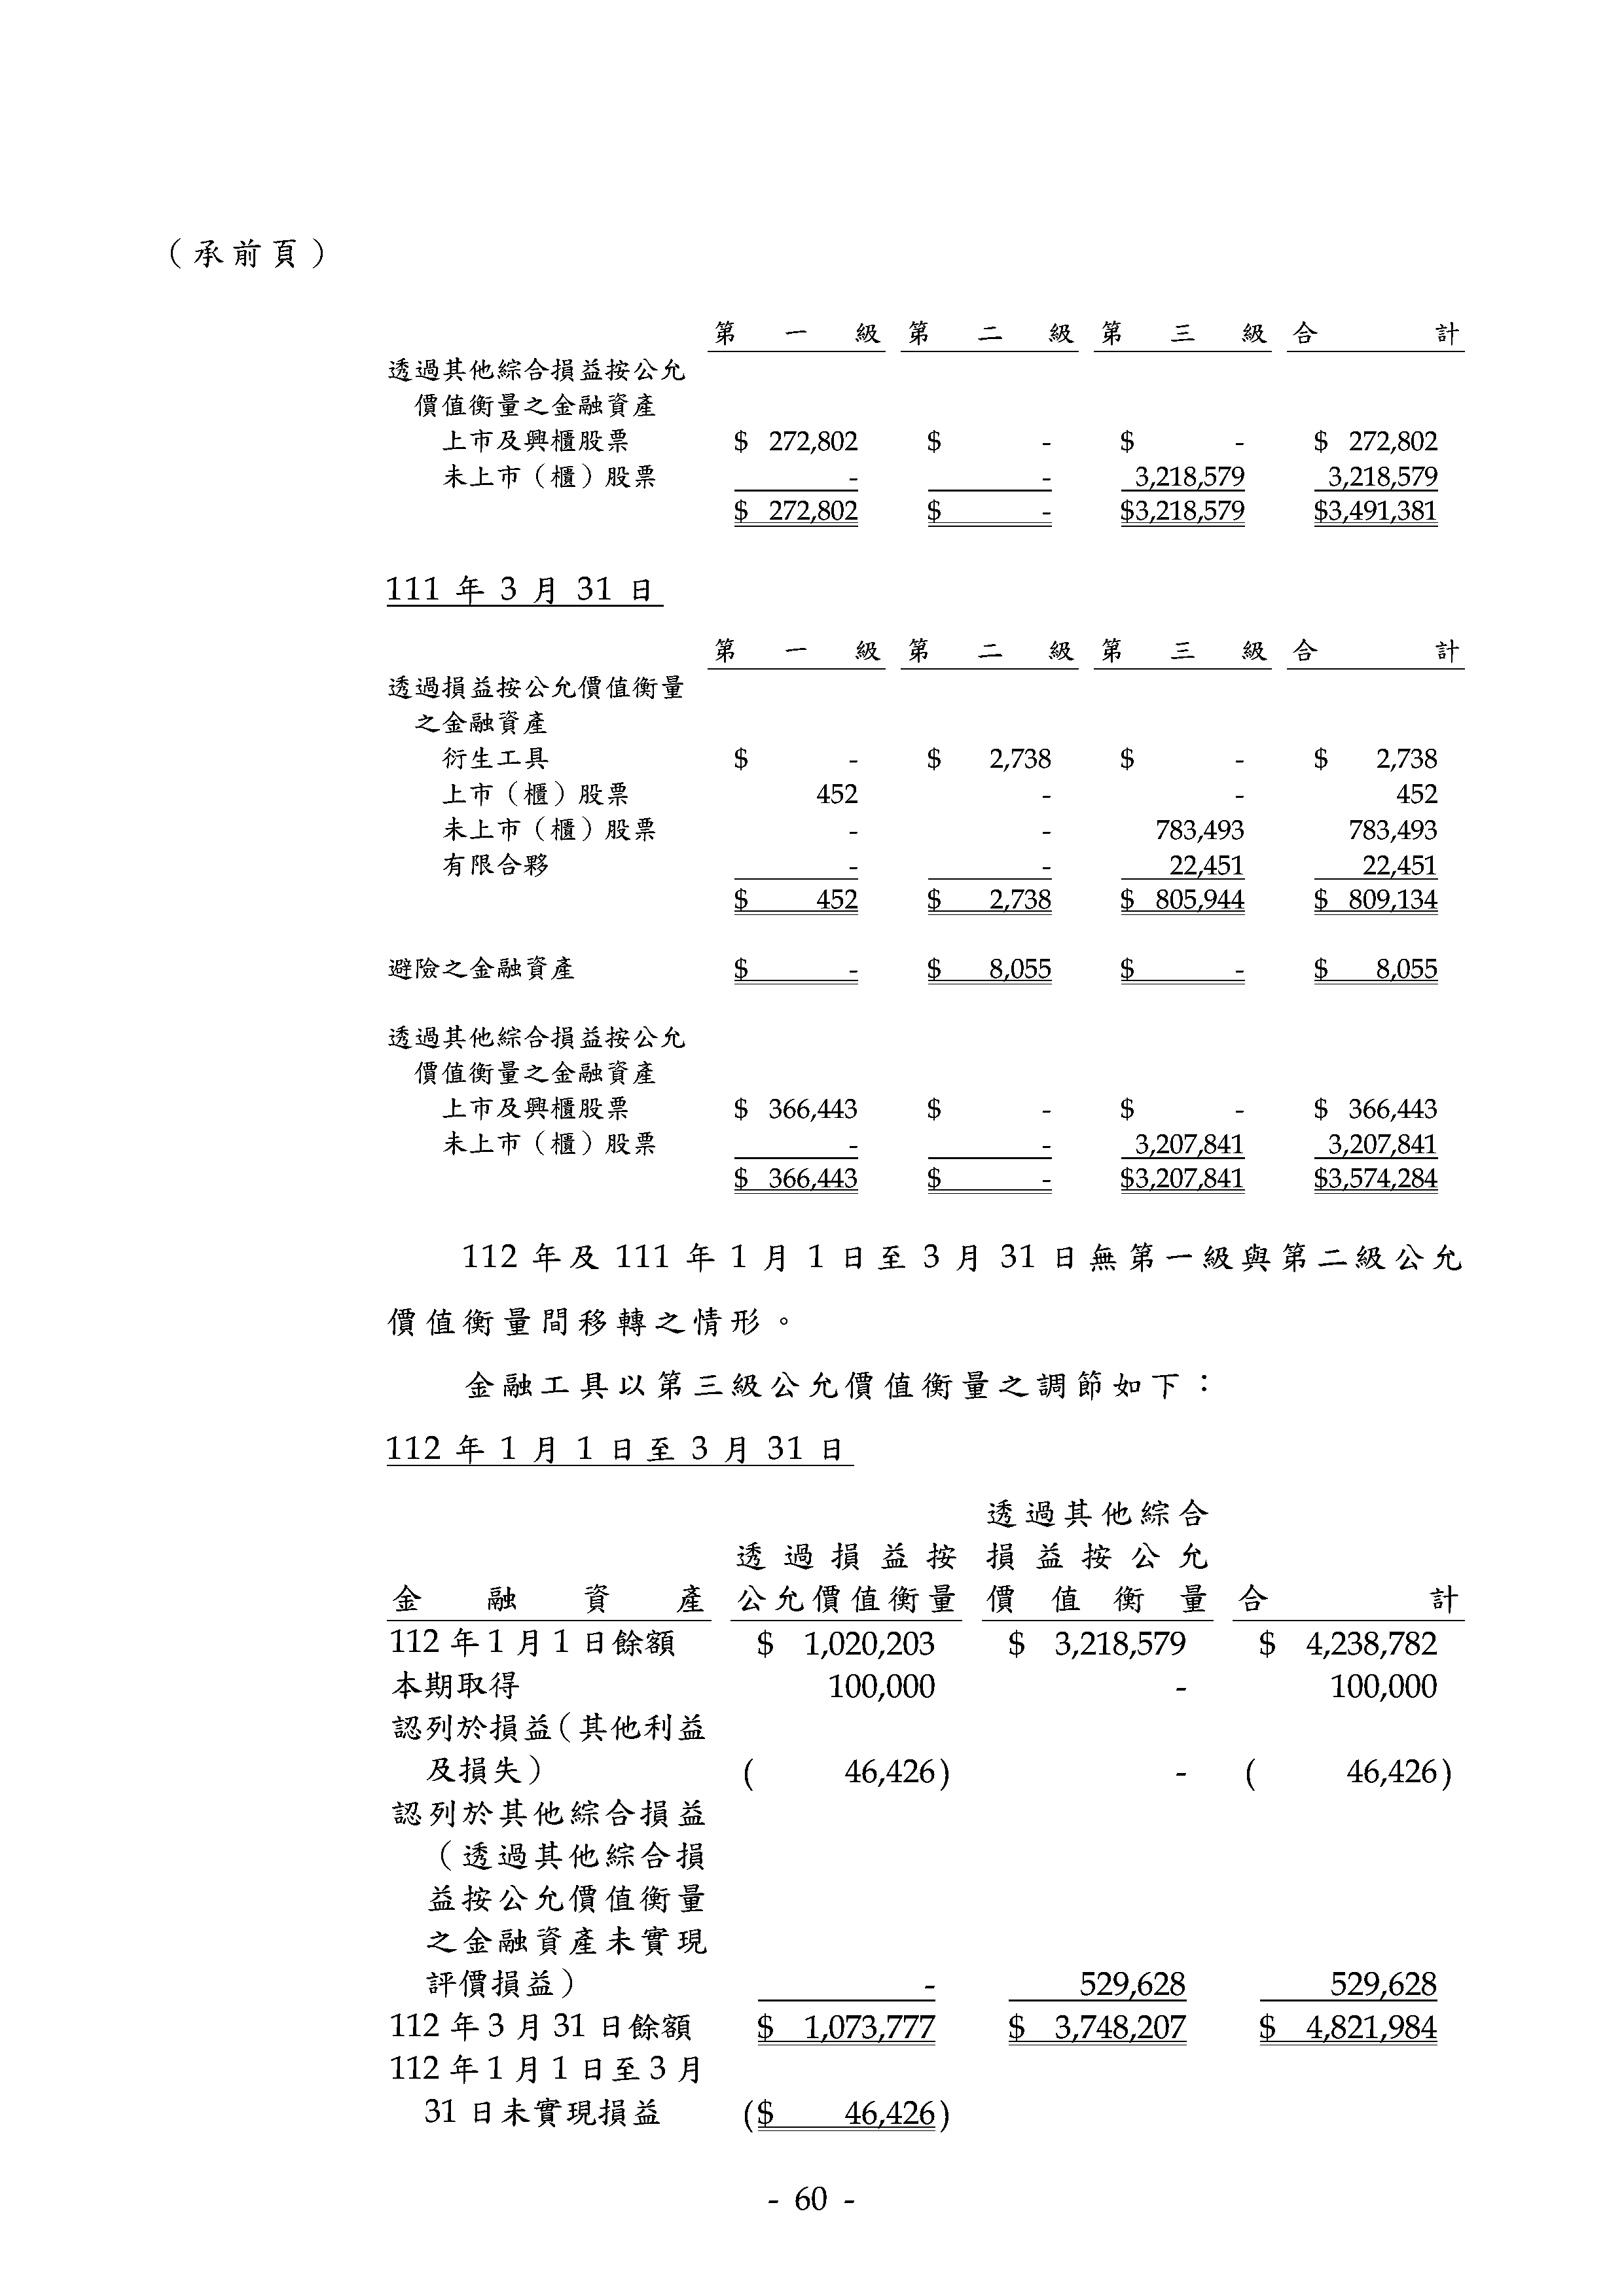 （承前頁）
第一級 第二級 第三級 合計
透過其他綜合損益按公允
價值衡量之金融資產
上市及興櫃股票 $ 272,802 $ - $ - $ 272,802
未上市（櫃）股票 - - 3,218,579 3,218,579
$ 272,802 $ - $3,218,579 $3,491,381
111 年 3 月 31 日
第一級 第二級 第三級 合計
透過損益按公允價值衡量
之金融資產
衍生工具 $ - $ 2,738 $ - $ 2,738
上市（櫃）股票 452 - - 452
未上市（櫃）股票 - - 783,493 783,493
有限合夥 - - 22,451 22,451
$ 452 $ 2,738 $ 805,944 $ 809,134
避險之金融資產 $ - $ 8,055 $ - $ 8,055
透過其他綜合損益按公允
價值衡量之金融資產
上市及興櫃股票 $ 366,443 $ - $ - $ 366,443
未上市（櫃）股票 - - 3,207,841 3,207,841
$ 366,443 $ - $3,207,841 $3,574,284
112 年及 111 年 1 月 1 日至 3 月 31 日無第一級與第二級公允
價值衡量間移轉之情形。
金融工具以第三級公允價值衡量之調節如下：
112 年 1 月 1 日至 3 月 31 日
透過其他綜合
透過損益按 損益按公允
金融資產 公允價值衡量 價值衡量 合計
112 年 1 月 1 日餘額 $ 1,020,203 $ 3,218,579 $ 4,238,782
本期取得 100,000 - 100,000
認列於損益（其他利益
及損失） ( 46,426) - ( 46,426)
認列於其他綜合損益
（透過其他綜合損
益按公允價值衡量
之金融資產未實現
評價損益） - 529,628 529,628
112 年 3 月 31 日餘額 $ 1,073,777 $ 3,748,207 $ 4,821,984
112 年 1 月 1 日至 3 月
31 日未實現損益 ($ 46,426)
- 60 -